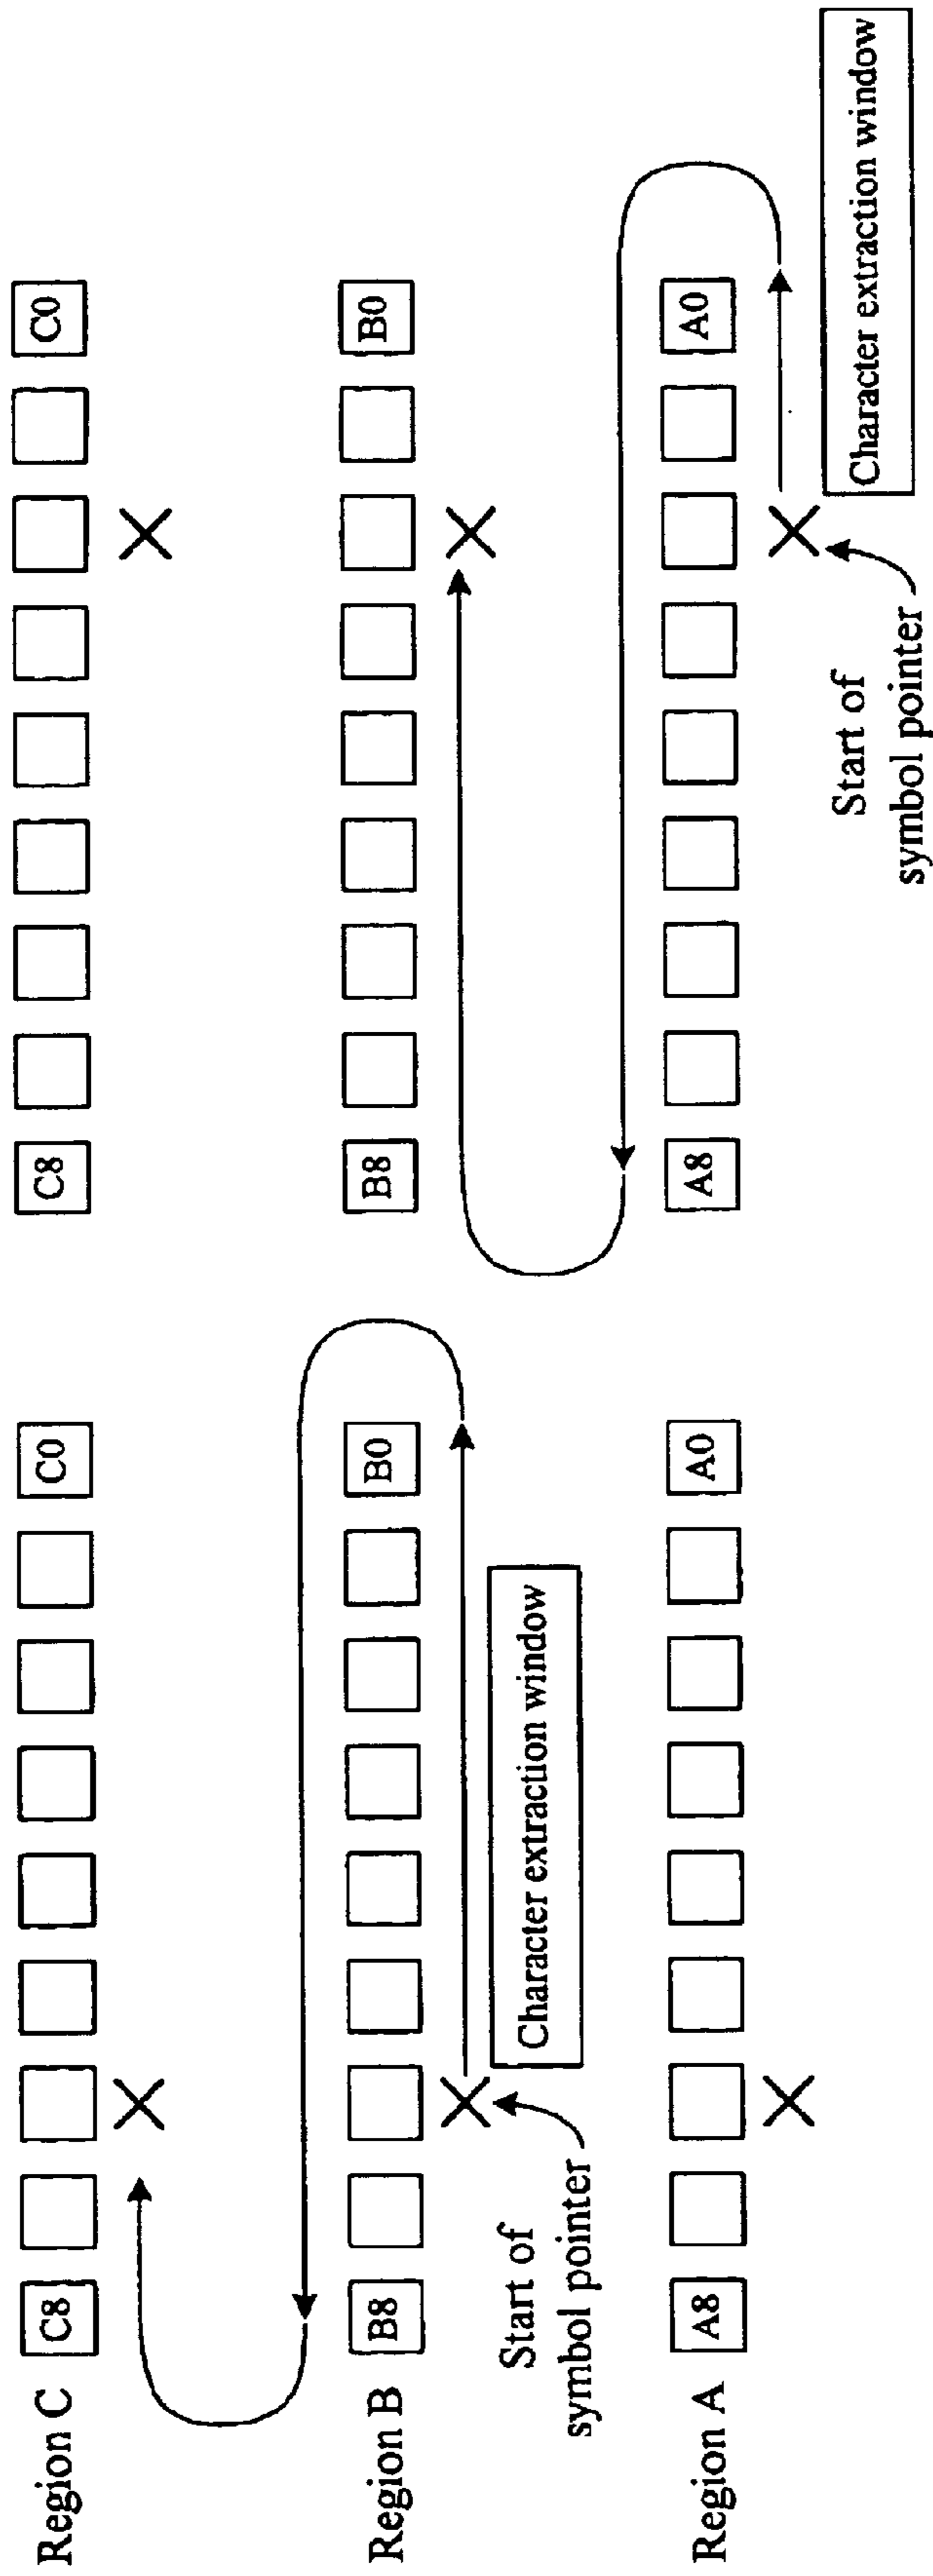 Region C
C8
C0
C8
C0
Region B
B8
B0
B8
B0
Start of
symbol pointer
Character extraction window
Region A
A8
A0
A8
A0
Start of
symbol pointer
Character extraction window